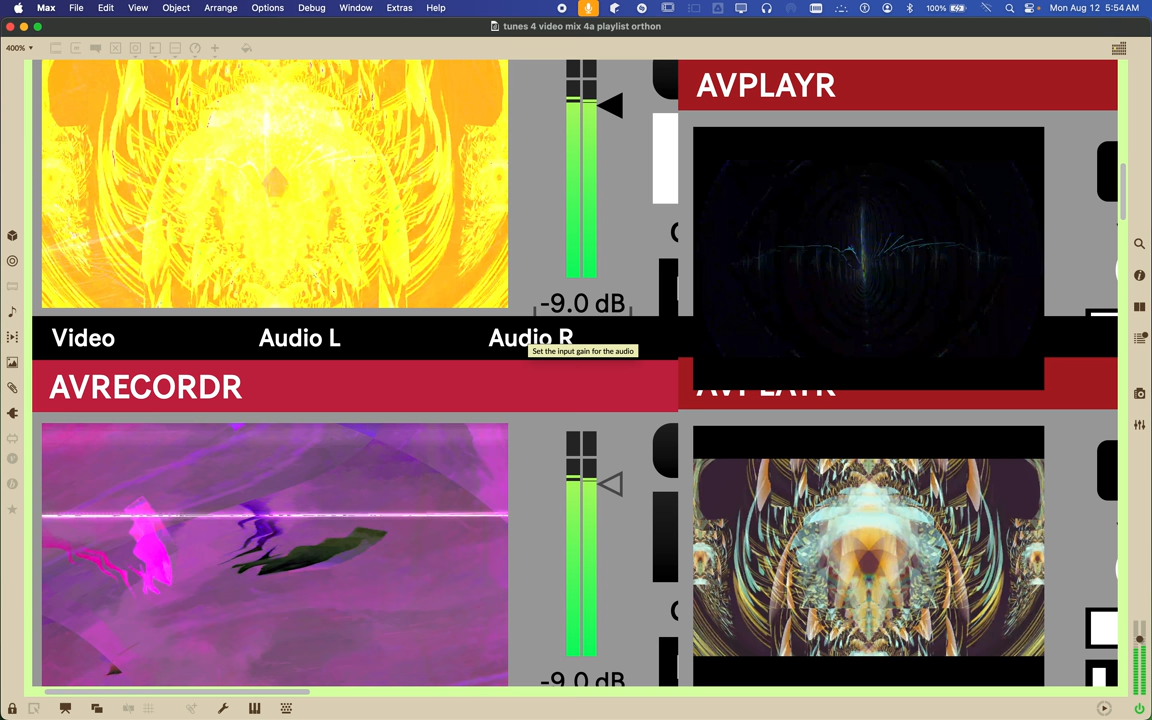 Max File Edit View Object Arrange Options Debug Window Extras Help
100% Mon Aug 12 5:54 AM
tunes 4 video mix 4a playlist orthon
400%
AVPLAYR
-9.0 dB
Video Audio L Audio R
Set the input gain for the audio
AVRECORDR
AVPLAYR
-9.0 dB